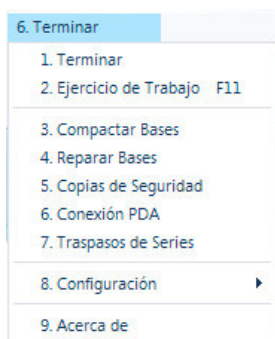 6. Terminar
1. Terminar
2. Ejercicio de Trabajo F11
3. Compactar Bases
4. Reparar Bases
5. Copias de Seguridad
6. Conexión PDA
7. Traspasos de Series
8. Configuración
9. Acerca de